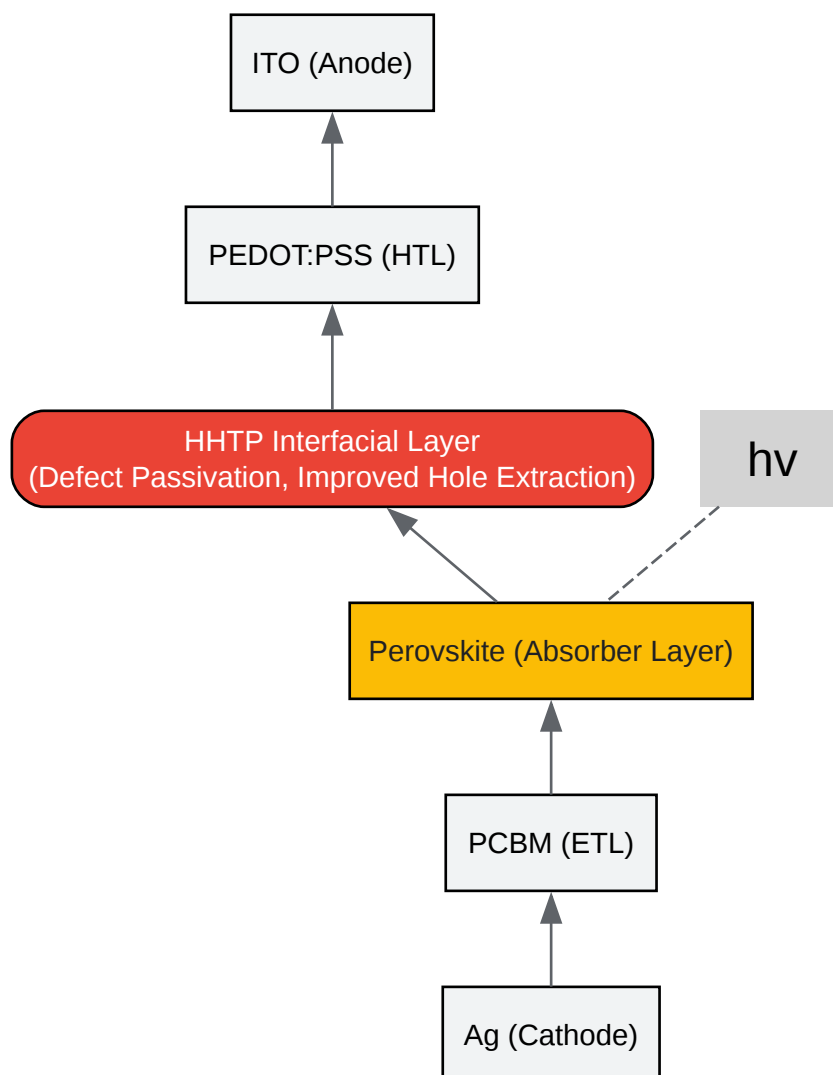 ITO (Anode)
PEDOT:PSS (HTL)
HHTP Interfacial Layer
(Defect Passivation, Improved Hole Extraction)
hv
Perovskite (Absorber Layer)
PCBM (ETL)
Ag (Cathode)